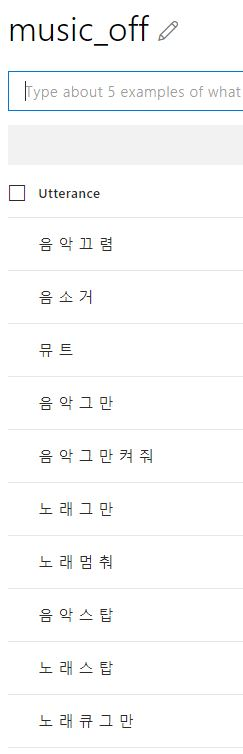 music_off
Type about 5 examples of what
Utterance
음 악 끄 렴
음 소 거
뮤 트
음 악 그 만
음 악 그 만 켜 줘
노 래 그 만
노 래 멈 춰
음 악 스 탑
노 래 스 탑
노 래 큐 그 만